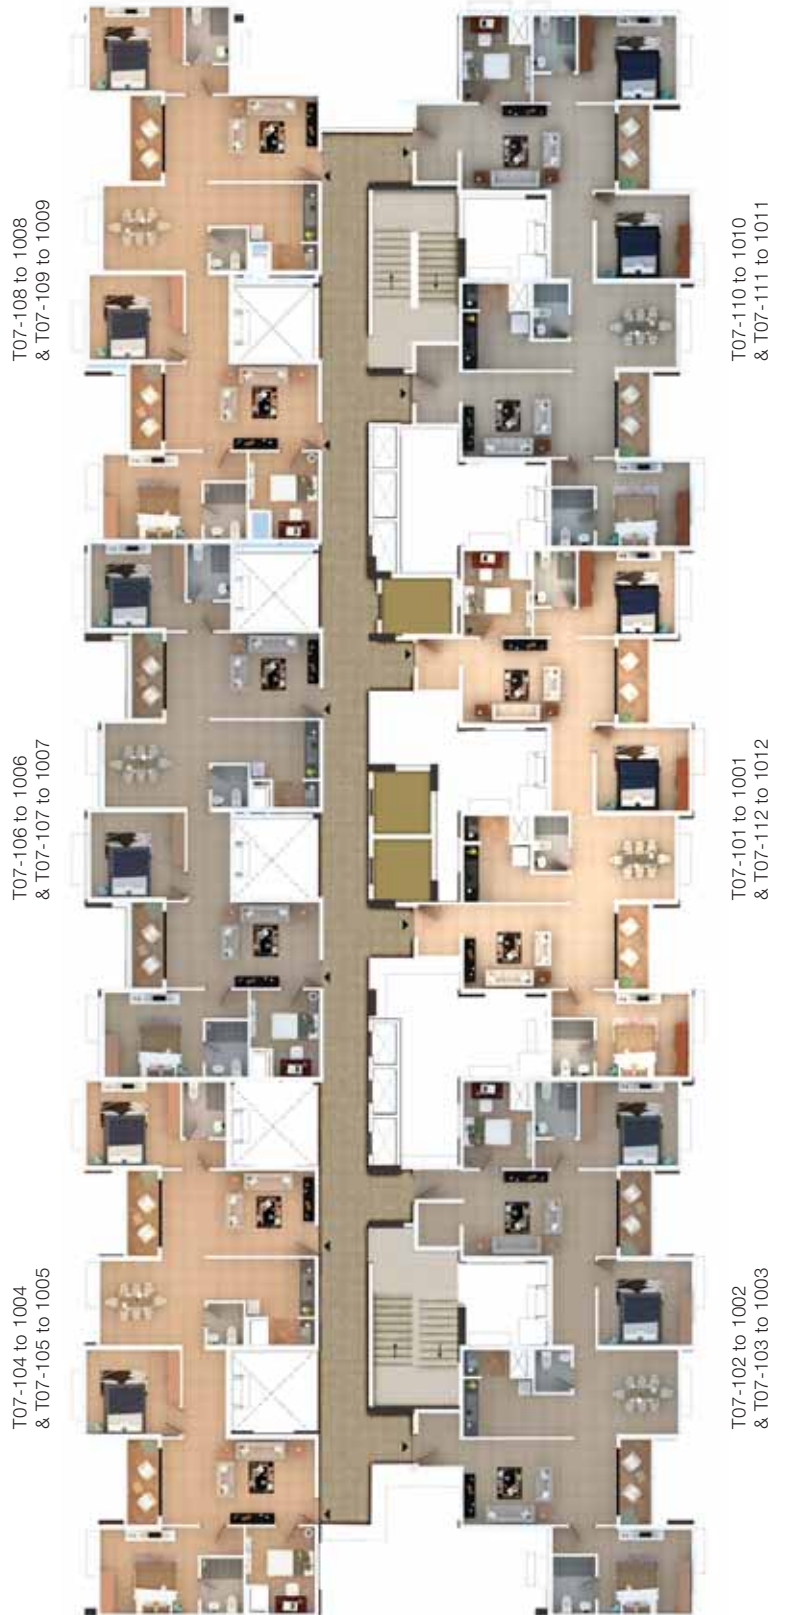 T07-108 to 1008
& T07-109 to 1009
T07-110 to 1010
& T07-111 to 1011
T07-106 to 1006
& T07-107 to 1007
T07-101 to 1001
& T07-112 to 1012
T07-104 to 1004
& T07-105 to 1005
T07-102 to 1002
& T07-103 to 1003